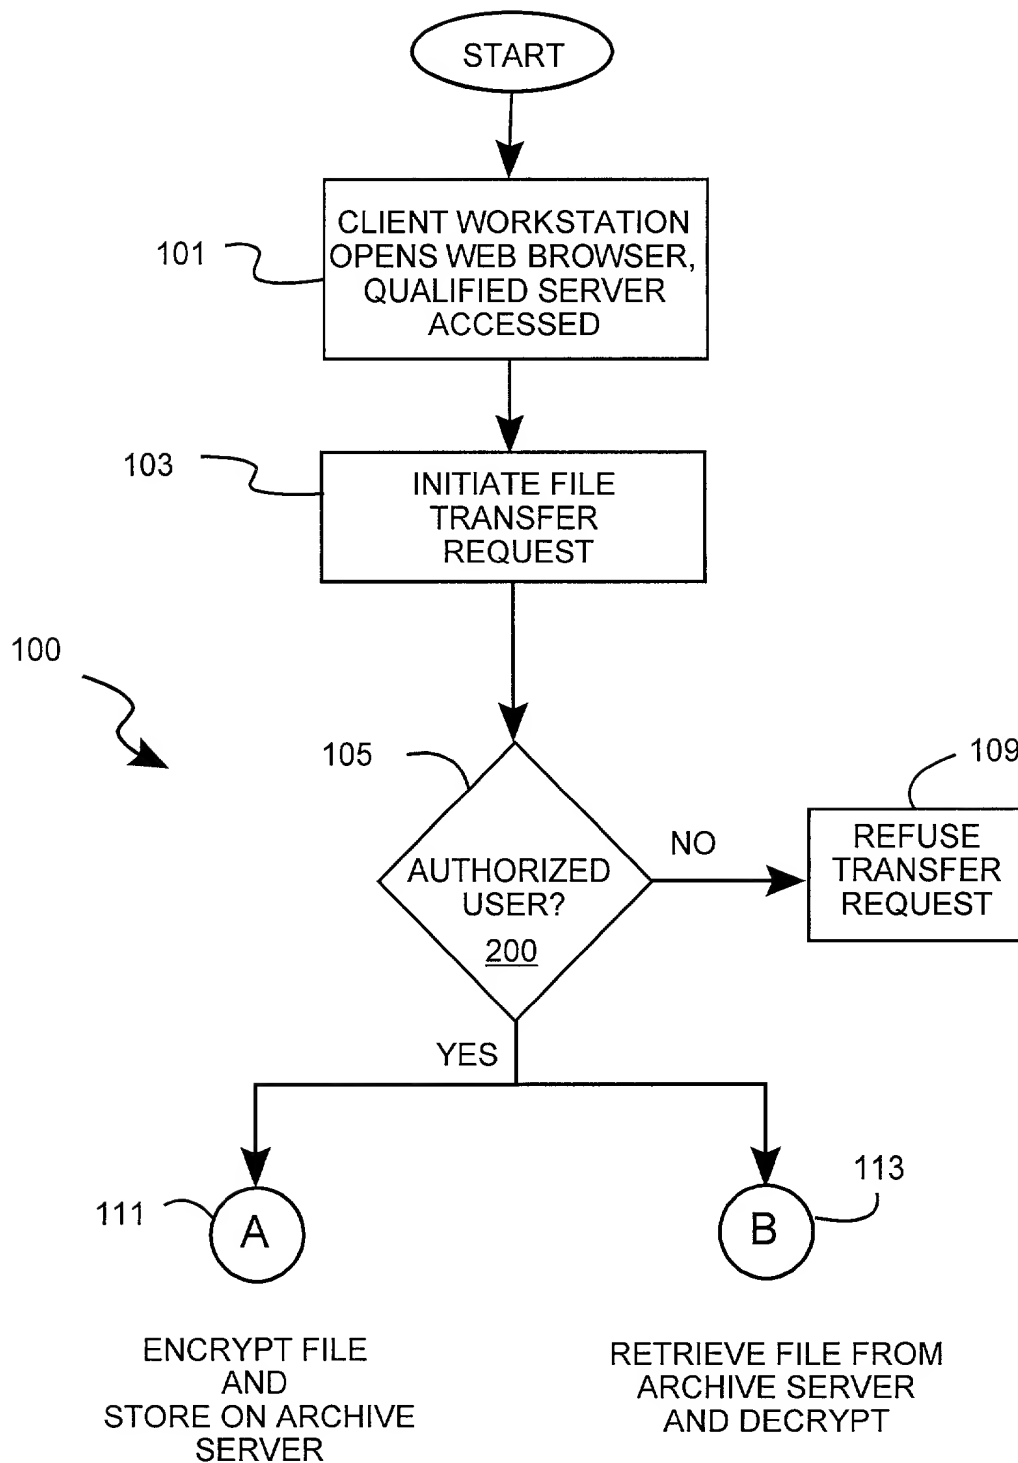 START
CLIENT WORKSTATION
OPENS WEB BROWSER,
QUALIFIED SERVER
ACCESSED
101
103
INITIATE FILE
TRANSFER
REQUEST
100
105
109
AUTHORIZED
USER?
200
NO
REFUSE
TRANSFER
REQUEST
YES
111
A
B
113
ENCRYPT FILE
AND
STORE ON ARCHIVE
SERVER
RETRIEVE FILE FROM
ARCHIVE SERVER
AND DECRYPT